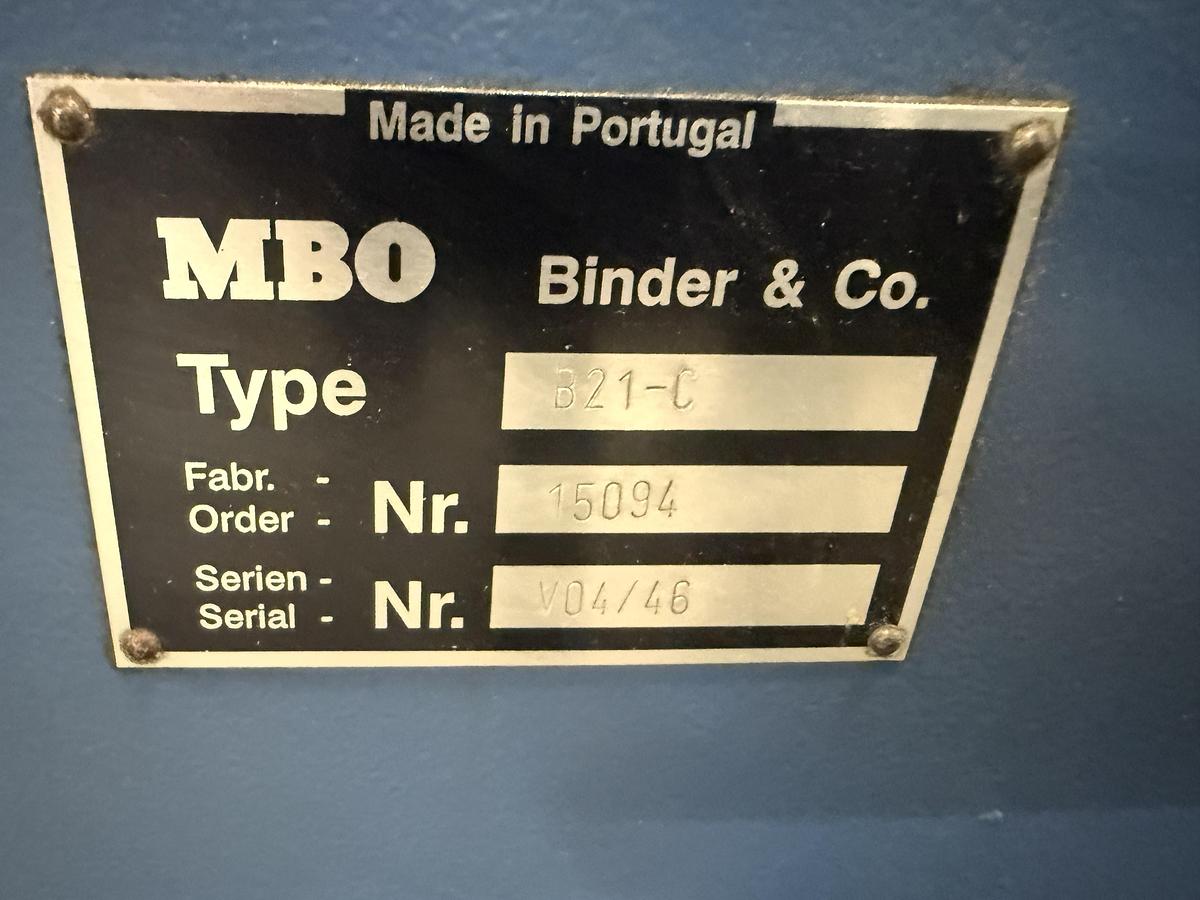 Made in Portugal
MBO Binder & Co.
Type B21-C
Fabr. -
Order - Nr. 15094
Serien -
Serial - Nr. V04/46